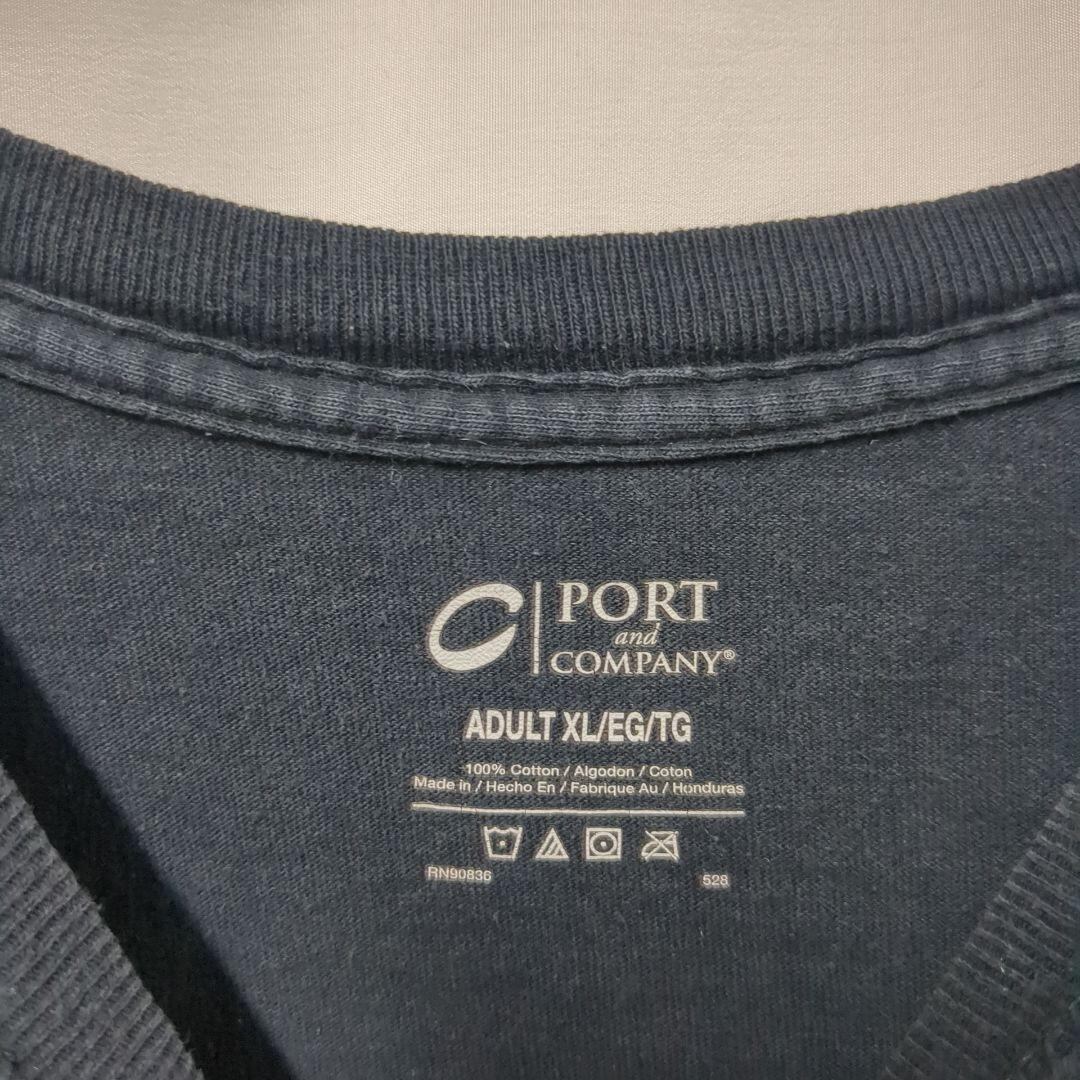 PORT
and
COMPANY®
ADULT XL/EG/TG
100% Cotton / Algodon / Coton
Made in / Hecho En / Fabrique Au / Honduras
RN90836
528